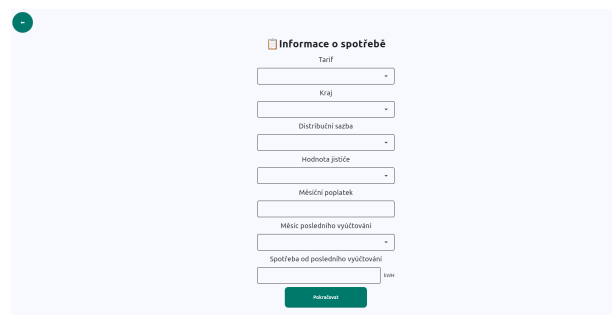 Informace o spotřebě
Tarif
Kraj
Distribuční sazba
Hodnota jističe
Měsíční poplatek
Měsíc posledního vyúčtování
Spotřeba od posledního vyúčtování
kWH
Pokračovat